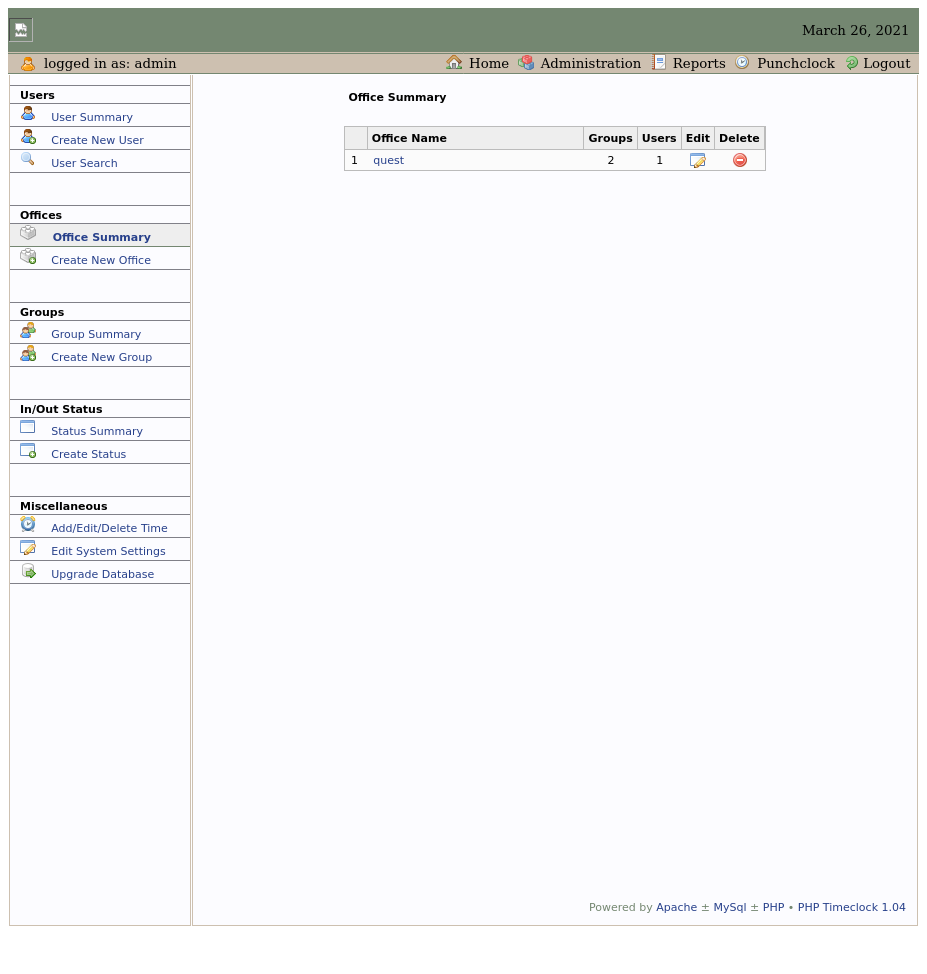 March 26, 2021
logged in as: admin
Home Administration Reports Punchclock Logout
Users
User Summary
Create New User
User Search
Offices
Office Summary
Create New Office
Groups
Group Summary
Create New Group
In/Out Status
Status Summary
Create Status
Miscellaneous
Add/Edit/Delete Time
Edit System Settings
Upgrade Database
Office Summary
Office Name Groups Users Edit Delete
1 quest 2 1
Powered by Apache ± MySql ± PHP • PHP Timeclock 1.04